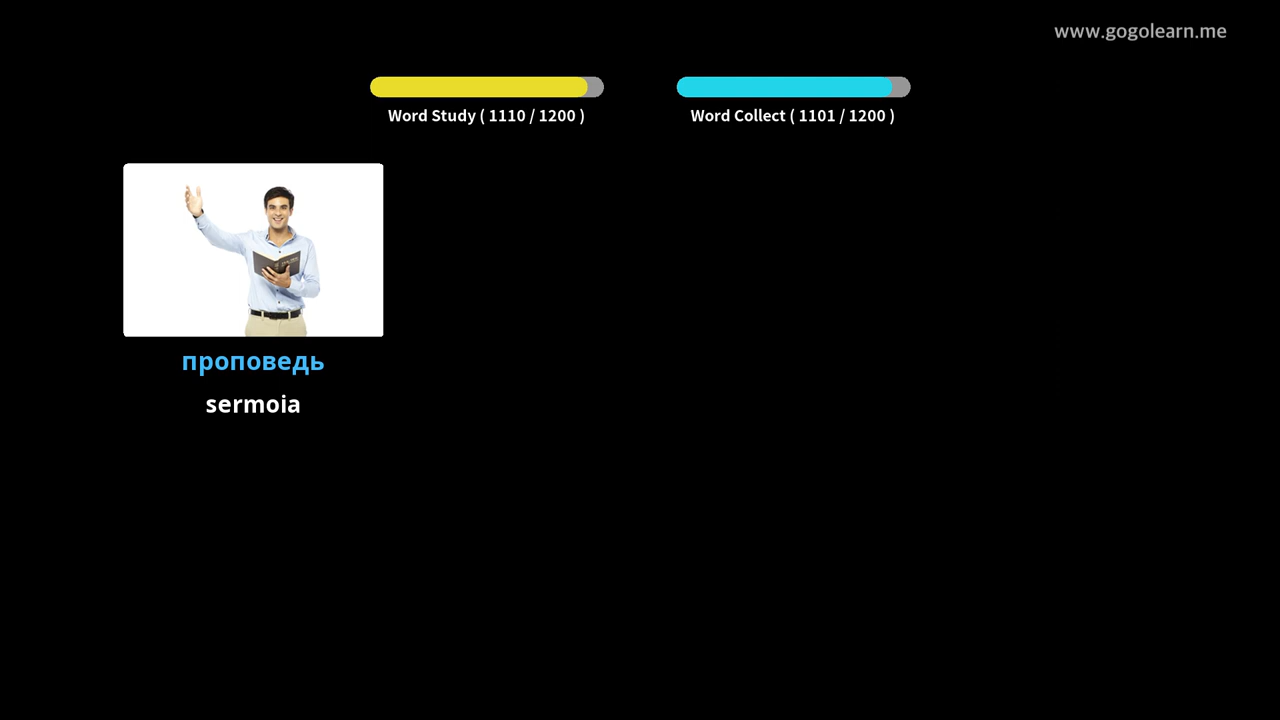 www.gogolearn.me
Word Study ( 1110 / 1200 )
Word Collect ( 1101 / 1200 )
проповедь
sermoia